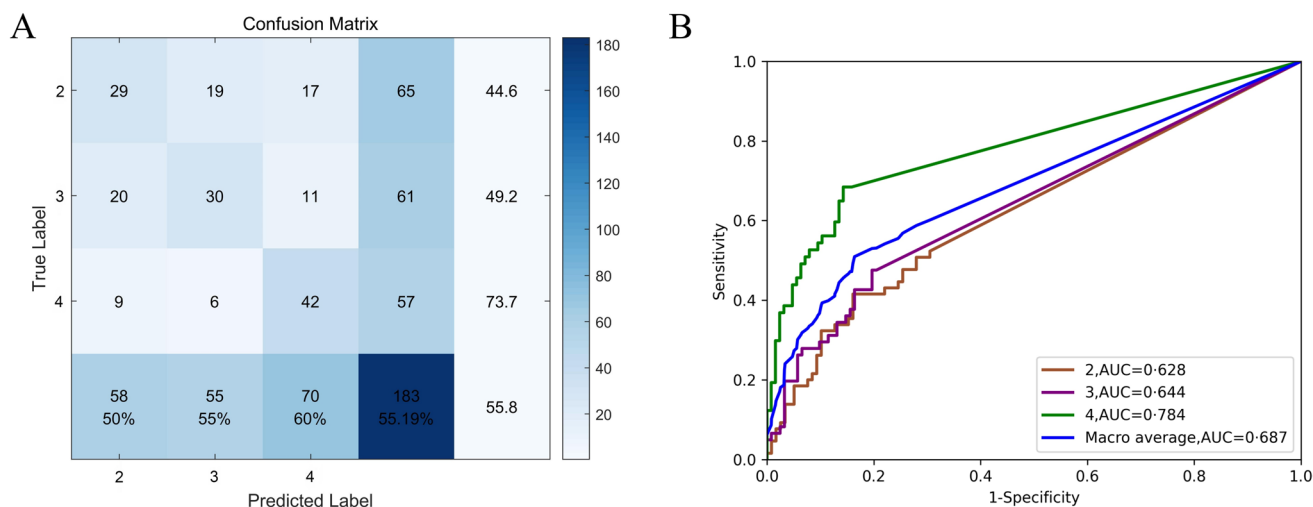 A
Confusion Matrix
2 29 19 17 65 44.6
3 20 30 11 61 49.2
4 9 6 42 57 73.7
58 55 70 183 55.8
50% 55% 60% 55.19%
2 3 4
Predicted Label
True Label
180
160
140
120
100
80
60
40
20
B
1.0
0.8
0.6
0.4
0.2
0.0
Sensitivity
0.0 0.2 0.4 0.6 0.8 1.0
1-Specificity
2,AUC=0·628
3,AUC=0·644
4,AUC=0·784
Macro average,AUC=0·687